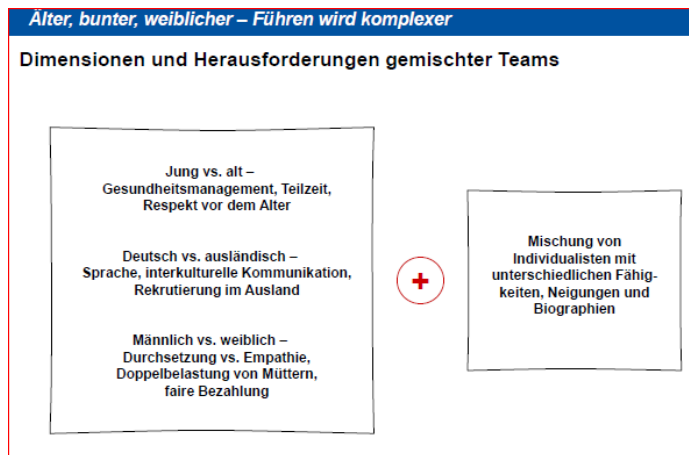 Älter, bunter, weiblicher – Führen wird komplexer
Dimensionen und Herausforderungen gemischter Teams
Jung vs. alt –
Gesundheitsmanagement, Teilzeit,
Respekt vor dem Alter
Deutsch vs. ausländisch –
Sprache, interkulturelle Kommunikation,
Rekrutierung im Ausland
Männlich vs. weiblich –
Durchsetzung vs. Empathie,
Doppelbelastung von Müttern,
faire Bezahlung
+
Mischung von
Individualisten mit
unterschiedlichen Fähig-
keiten, Neigungen und
Biographien